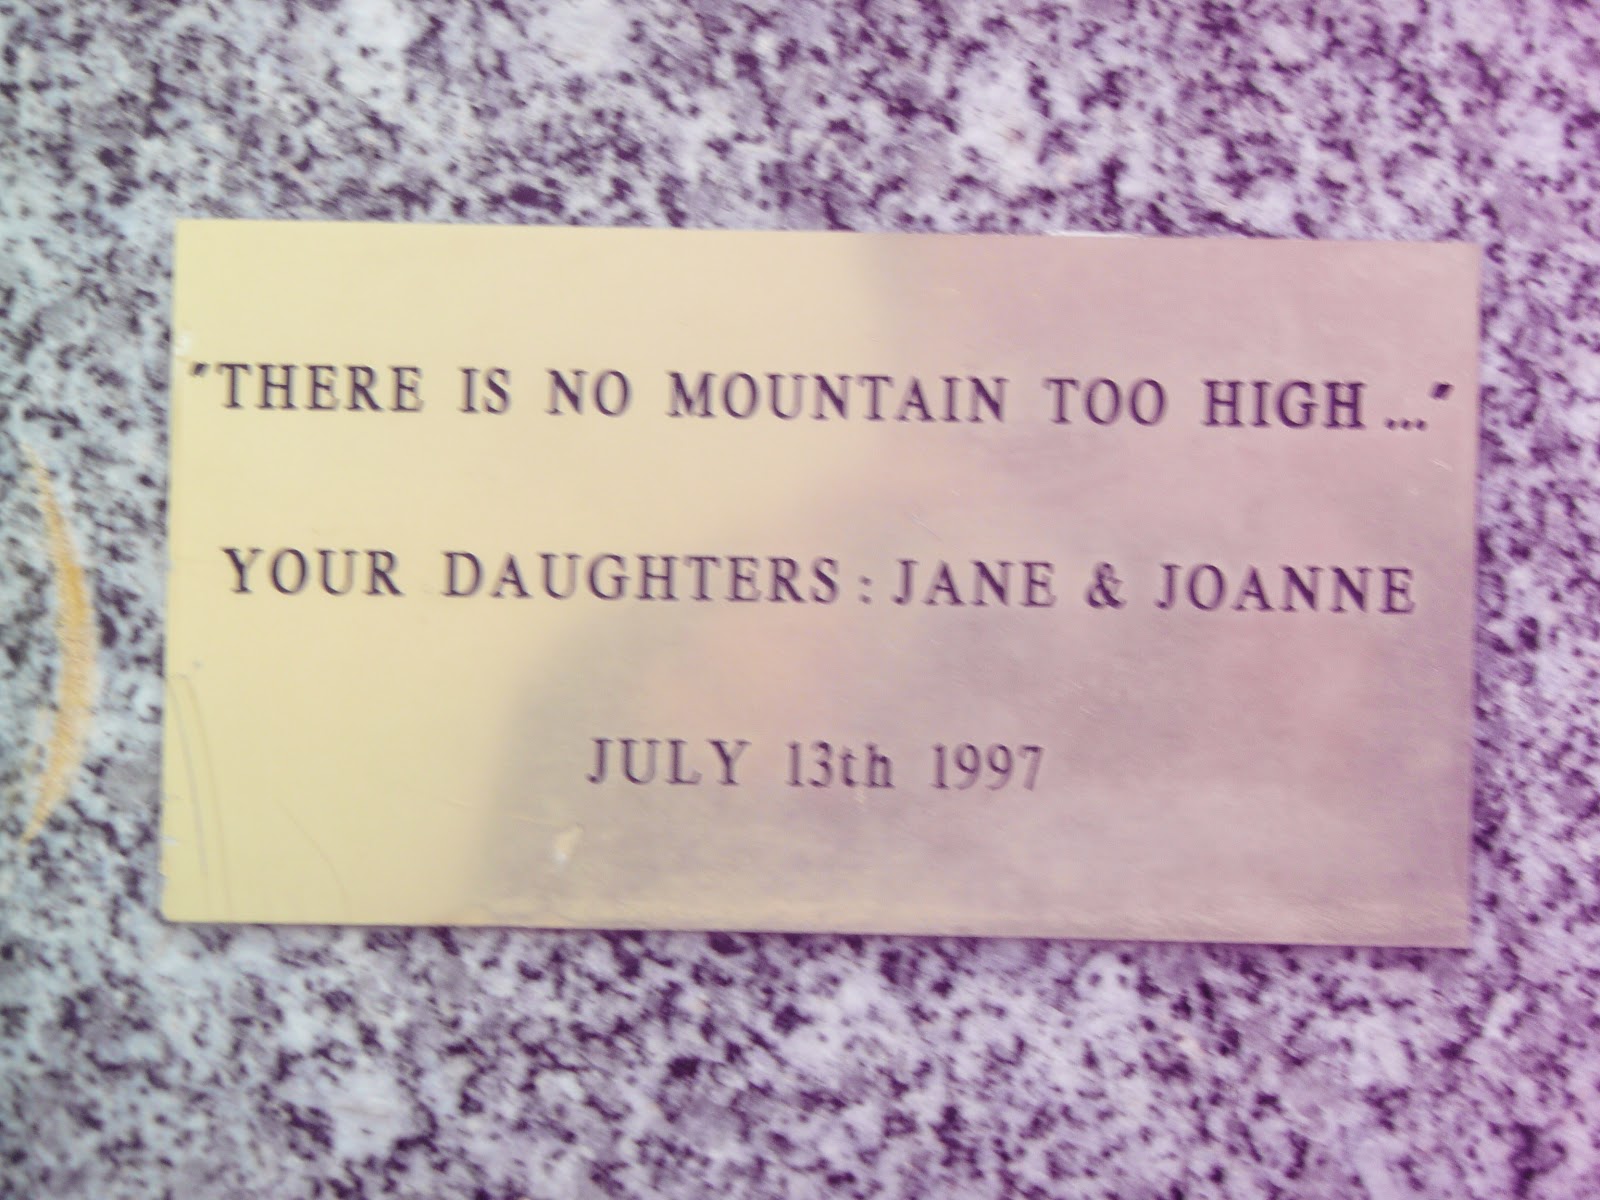 "THERE IS NO MOUNTAIN TOO HIGH..."
YOUR DAUGHTERS: JANE & JOANNE
JULY 13th 1997